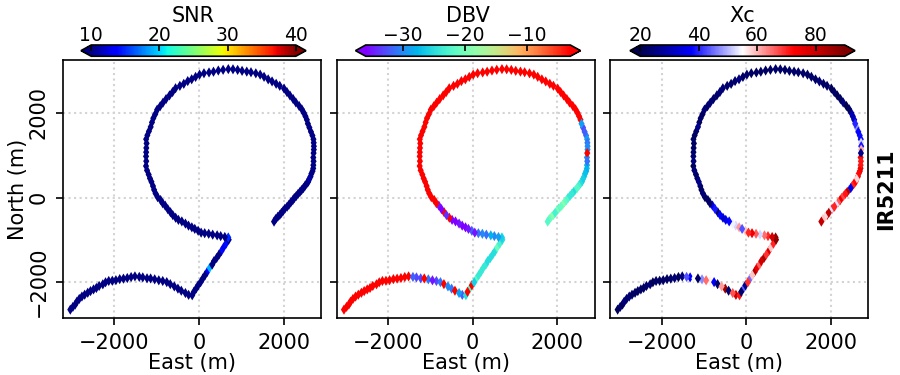 SNR DBV Xc
10 20 30 40 −30 −20 −10 20 40 60 80
2000
0
−2000
North (m)
IR5211
−2000 0 2000 −2000 0 2000 −2000 0 2000
East (m) East (m) East (m)